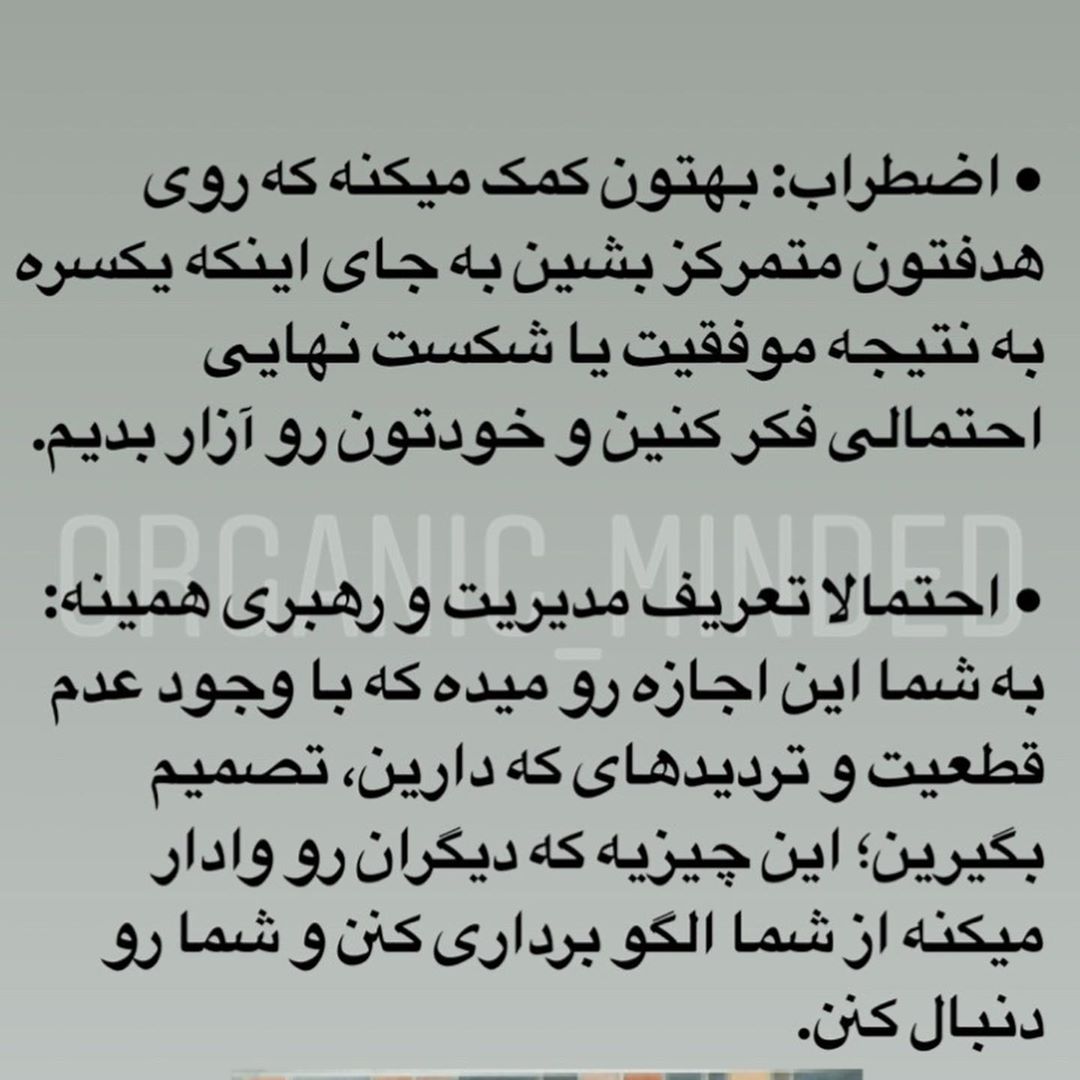 • اضطراب: بهتون کمک میکنه که روی
هدفتون متمرکز بشین به جای اینکه یکسره
به نتیجه موفقیت یا شکست نهایی
احتمالی فکر کنین و خودتون رو آزار بدیم.
ORGANIC_MINDED
• احتمالا تعریف مدیریت و رهبری همینه:
به شما این اجازه رو میده که با وجود عدم
قطعیت و تردیدهای که دارین، تصمیم
بگیرین؛ این چیزیه که دیگران رو وادار
میکنه از شما الگو برداری کنن و شما رو
دنبال کنن.